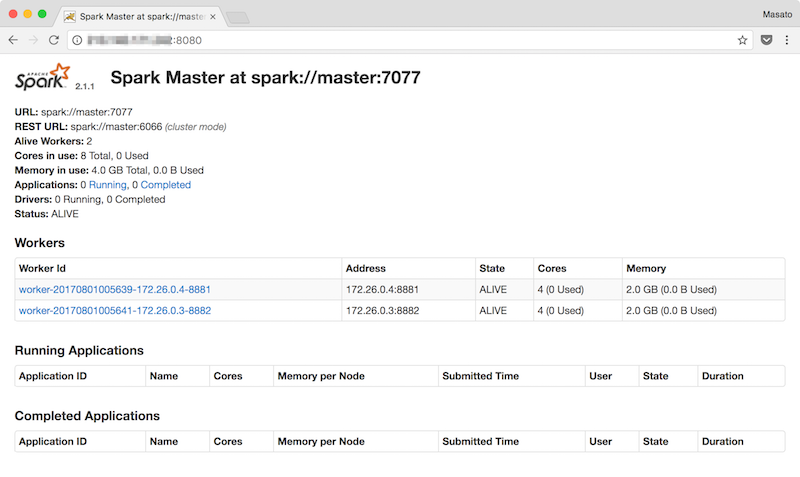 Spark Master at spark://master
Masato
:8080
APACHE
Spark 2.1.1 Spark Master at spark://master:7077
URL: spark://master:7077
REST URL: spark://master:6066 (cluster mode)
Alive Workers: 2
Cores in use: 8 Total, 0 Used
Memory in use: 4.0 GB Total, 0.0 B Used
Applications: 0 Running, 0 Completed
Drivers: 0 Running, 0 Completed
Status: ALIVE
Workers
Worker Id Address State Cores Memory
worker-20170801005639-172.26.0.4-8881 172.26.0.4:8881 ALIVE 4 (0 Used) 2.0 GB (0.0 B Used)
worker-20170801005641-172.26.0.3-8882 172.26.0.3:8882 ALIVE 4 (0 Used) 2.0 GB (0.0 B Used)
Running Applications
Application ID Name Cores Memory per Node Submitted Time User State Duration
Completed Applications
Application ID Name Cores Memory per Node Submitted Time User State Duration